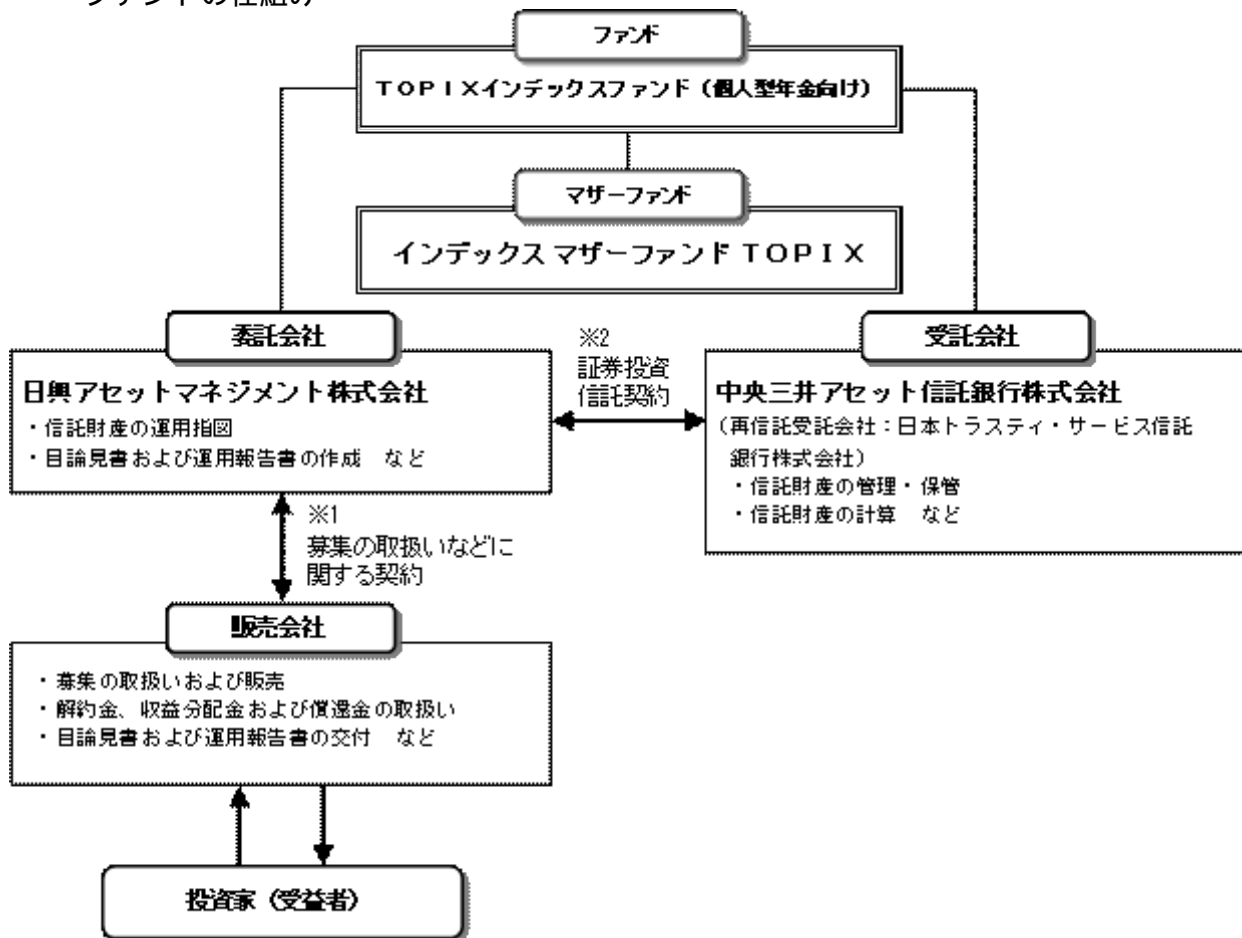 ファンドの仕組み
ファンド
TOPIXインデックスファンド(個人型年金向け)
マザーファンド
インデックス マザーファンド TOPIX
委託会社
日興アセットマネジメント株式会社
・信託財産の運用指図
・目論見書および運用報告書の作成 など
※2
証券投資
信託契約
受託会社
中央三井アセット信託銀行株式会社
(再信託受託会社:日本トラスティ・サービス信託
銀行株式会社)
・信託財産の管理・保管
・信託財産の計算 など
※1
募集の取扱いなどに
関する契約
販売会社
・募集の取扱いおよび販売
・解約金、収益分配金および償還金の取扱い
・目論見書および運用報告書の交付 など
投資家(受益者)